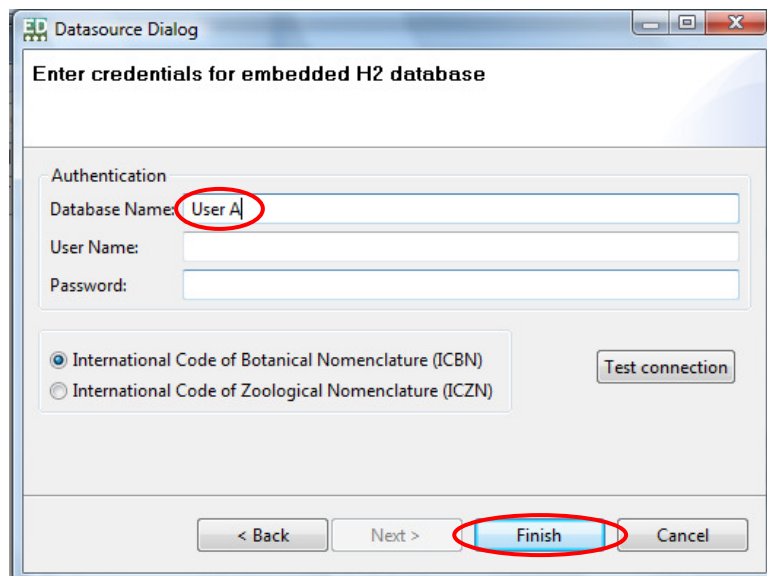 ED Datasource Dialog
Enter credentials for embedded H2 database
Authentication
Database Name: User A
User Name:
Password:
International Code of Botanical Nomenclature (ICBN)
Test connection
International Code of Zoological Nomenclature (ICZN)
< Back Next > Finish Cancel